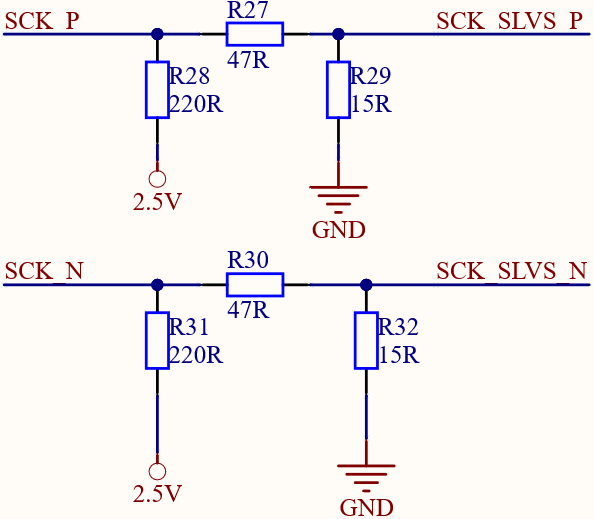 R27
SCK_P
SCK_SLVS_P
47R
R28
R29
220R
15R
2.5V
GND
R30
SCK_N
SCK_SLVS_N
47R
R31
R32
220R
15R
2.5V
GND